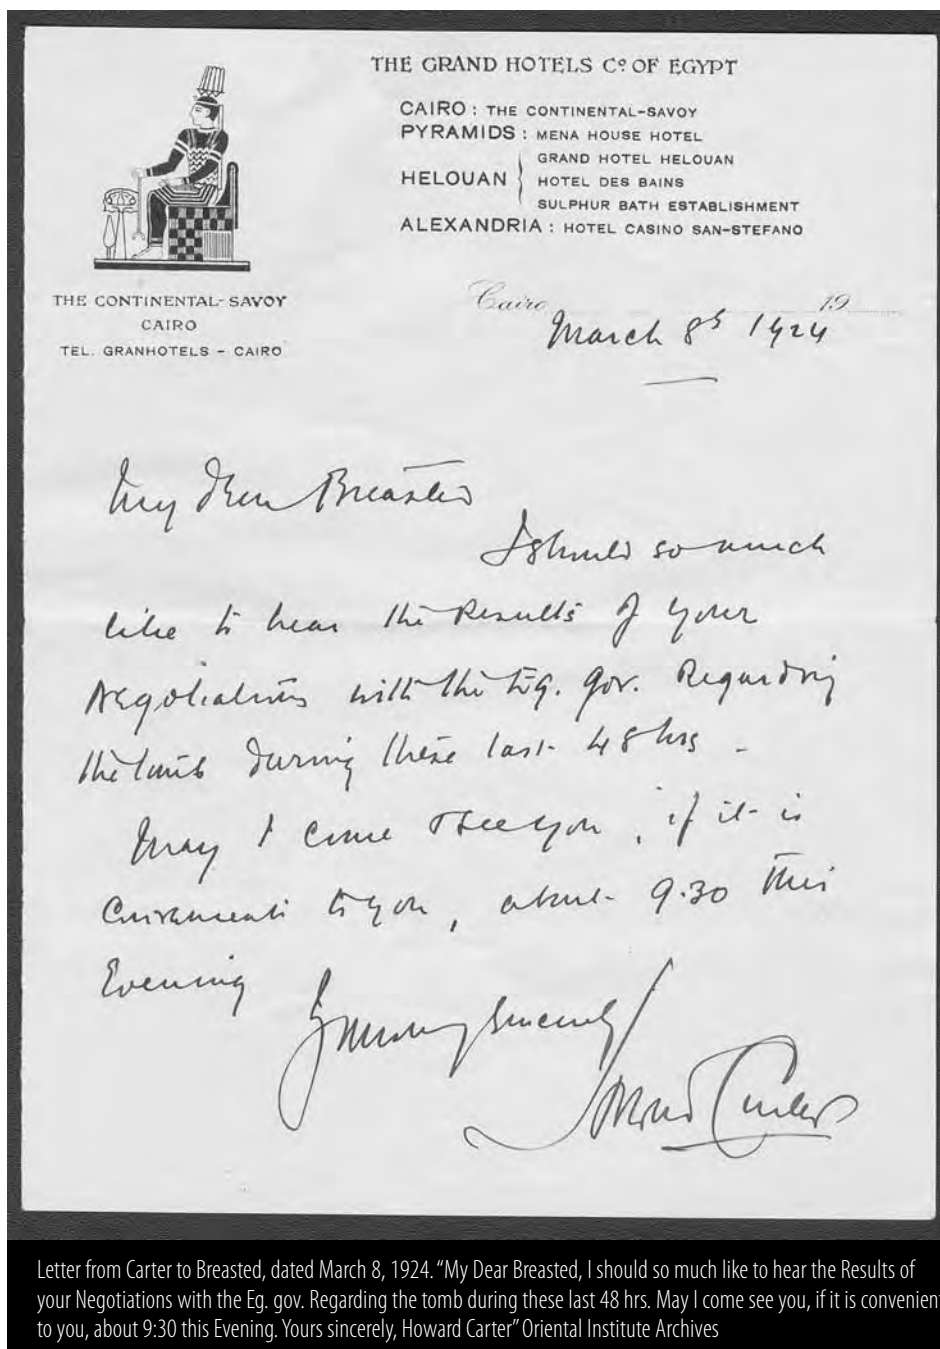 THE GRAND HOTELS Cº OF EGYPT
CAIRO : THE CONTINENTAL-SAVOY
PYRAMIDS : MENA HOUSE HOTEL
HELOUAN { GRAND HOTEL HELOUAN
HOTEL DES BAINS
SULPHUR BATH ESTABLISHMENT
ALEXANDRIA : HOTEL CASINO SAN-STEFANO
THE CONTINENTAL-SAVOY
CAIRO
TEL. GRANHOTELS - CAIRO
Cairo 19
March 8th 1924
My Dear Breasted
I should so much
like to hear the Results of your
Negotiations with the Eg. gov. Regarding
the tomb during these last 48 hrs -
May I come & see you, if it is
convenient to you, about 9.30 this
Evening
Yours very sincerely
Howard Carter
Letter from Carter to Breasted, dated March 8, 1924. “My Dear Breasted, I should so much like to hear the Results of
your Negotiations with the Eg. gov. Regarding the tomb during these last 48 hrs. May I come see you, if it is convenien
to you, about 9:30 this Evening. Yours sincerely, Howard Carter” Oriental Institute Archives